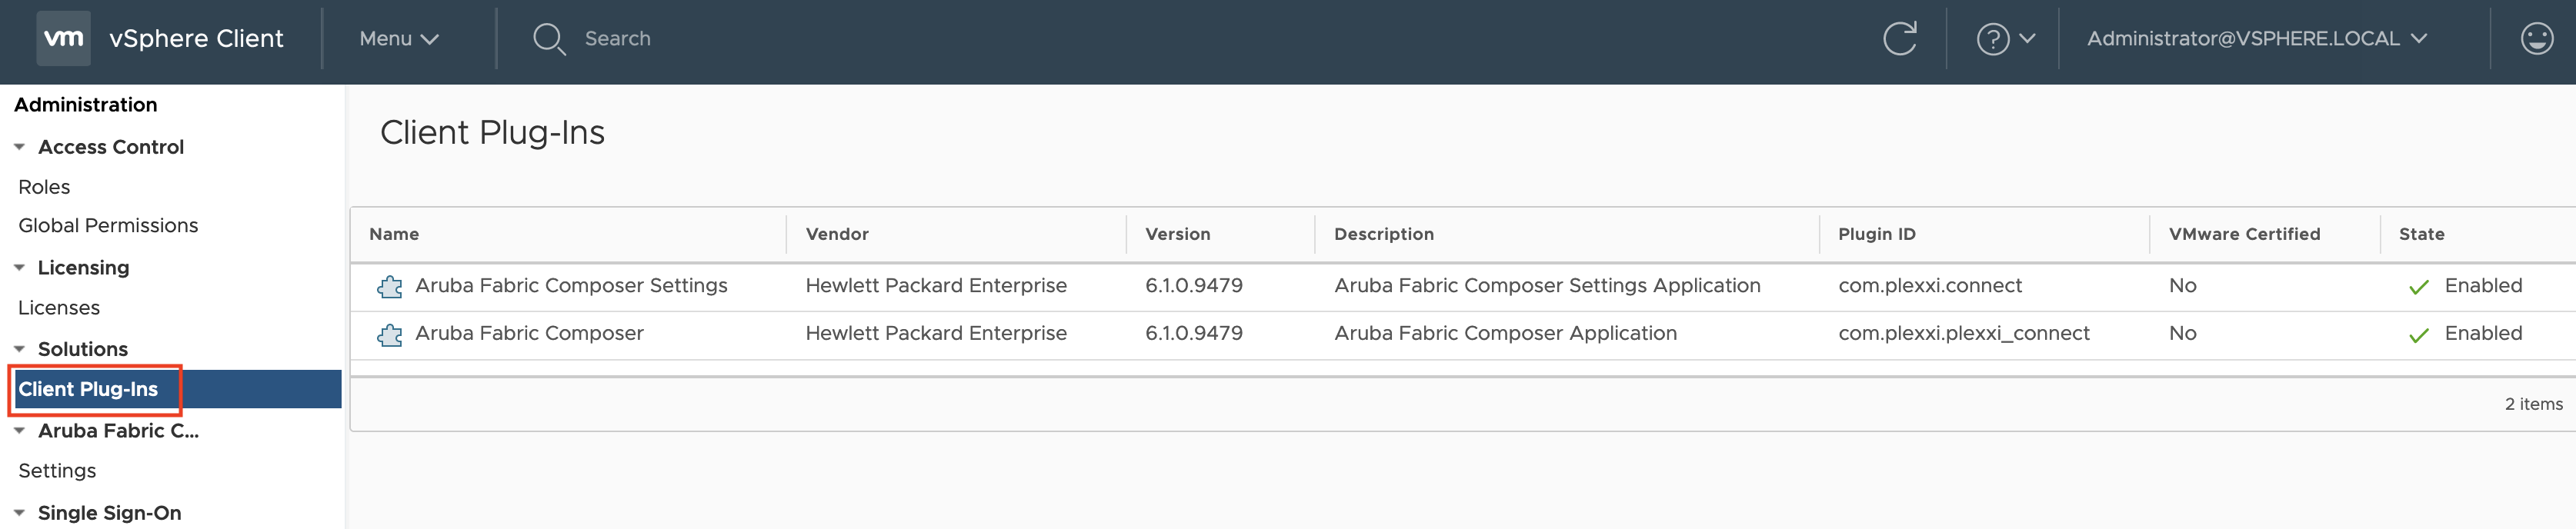 vm vSphere Client Menu Search Administrator@VSPHERE.LOCAL
Administration
Access Control
Roles
Global Permissions
Licensing
Licenses
Solutions
Client Plug-Ins
Aruba Fabric C...
Settings
Single Sign-On
Client Plug-Ins
Name Vendor Version Description Plugin ID VMware Certified State
Aruba Fabric Composer Settings Hewlett Packard Enterprise 6.1.0.9479 Aruba Fabric Composer Settings Application com.plexxi.connect No Enabled
Aruba Fabric Composer Hewlett Packard Enterprise 6.1.0.9479 Aruba Fabric Composer Application com.plexxi.plexxi_connect No Enabled
2 items